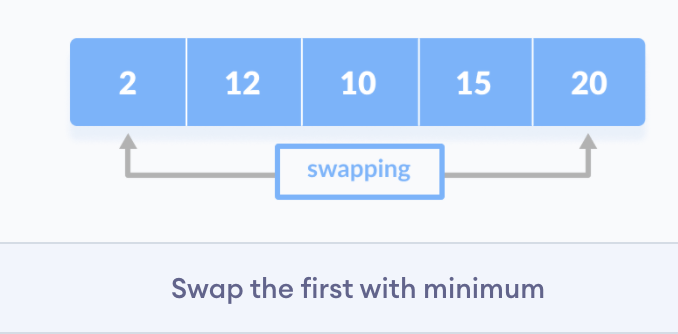 2 12 10 15 20
swapping
Swap the first with minimum